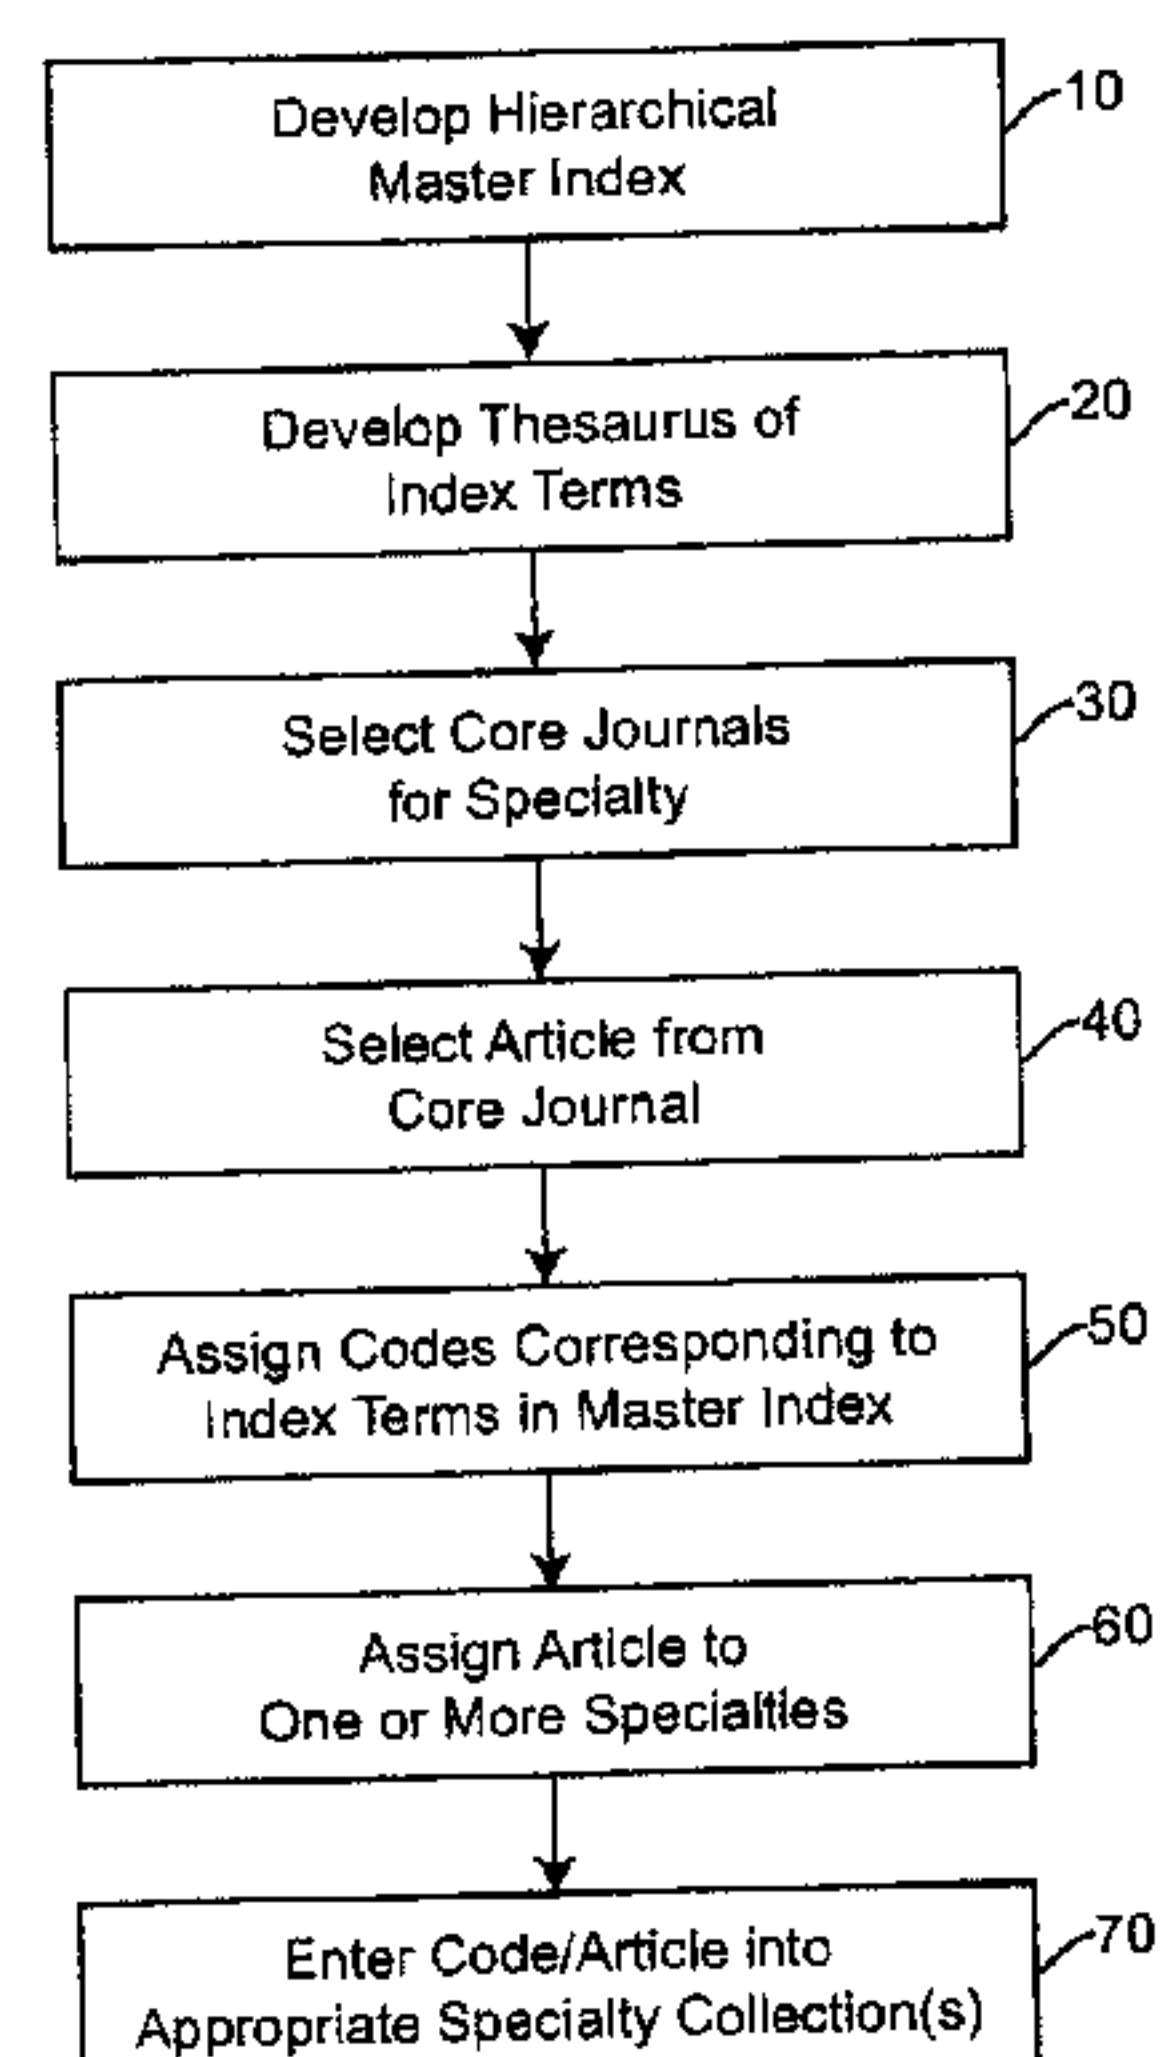 Develop Hierarchical
Master Index
10
Develop Thesaurus of
Index Terms
20
Select Core Journals
for Specialty
30
Select Article from
Core Journal
40
Assign Codes Corresponding to
Index Terms in Master Index
50
Assign Article to
One or More Specialties
60
Enter Code/Article into
Appropriate Specialty Collection(s)
70